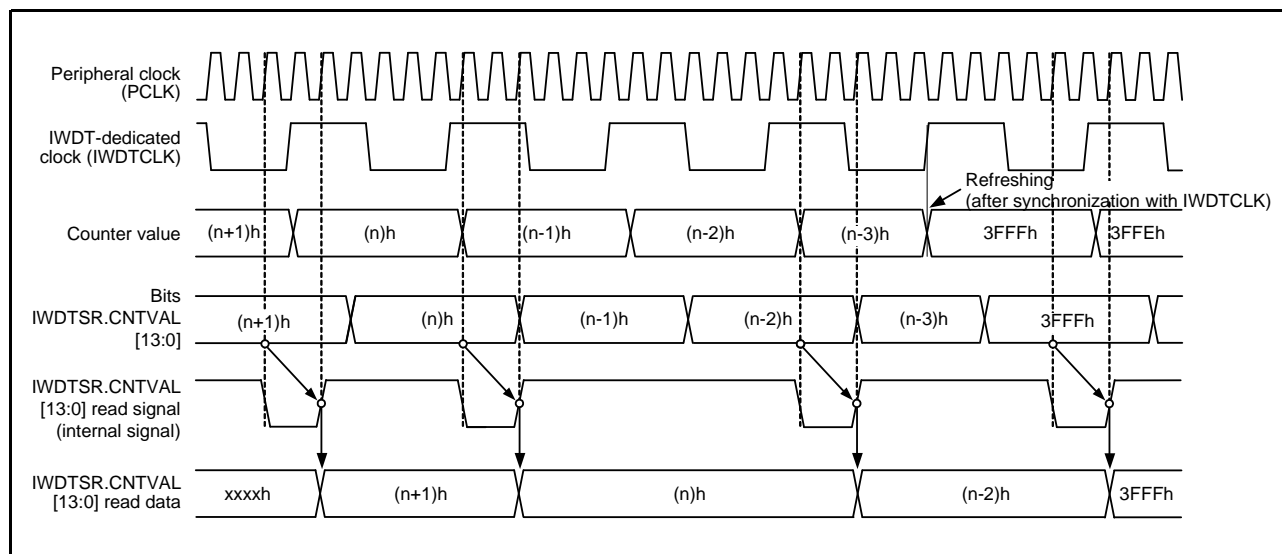 Peripheral clock
(PCLK)
IWDT-dedicated
clock (IWDTCLK)
Refreshing
(after synchronization with IWDTCLK)
Counter value
(n+1)h
(n)h
(n-1)h
(n-2)h
(n-3)h
3FFFh
3FFEh
Bits
IWDTSR.CNTVAL
[13:0]
(n+1)h
(n)h
(n-1)h
(n-2)h
(n-3)h
3FFFh
IWDTSR.CNTVAL
[13:0] read signal
(internal signal)
IWDTSR.CNTVAL
[13:0] read data
xxxxh
(n+1)h
(n)h
(n-2)h
3FFFh